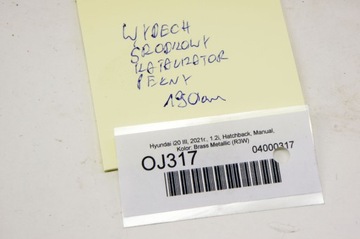 WYDECH
ŚRODKOWY
KATALIZATOR
PEŁNY
190cm
Hyundai i20 III, 2021r., 1.2i, Hatchback, Manual,
Kolor: Brass Metallic (R3W)
OJ317
04000317